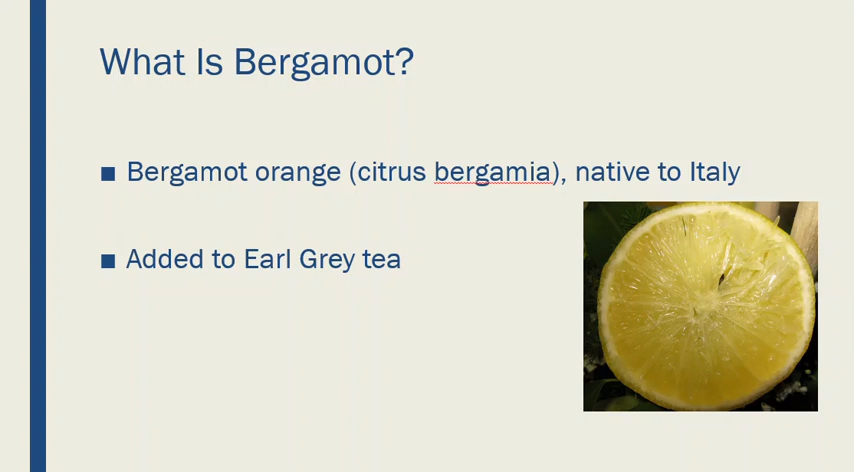 What Is Bergamot?
■ Bergamot orange (citrus bergamia), native to Italy
■ Added to Earl Grey tea